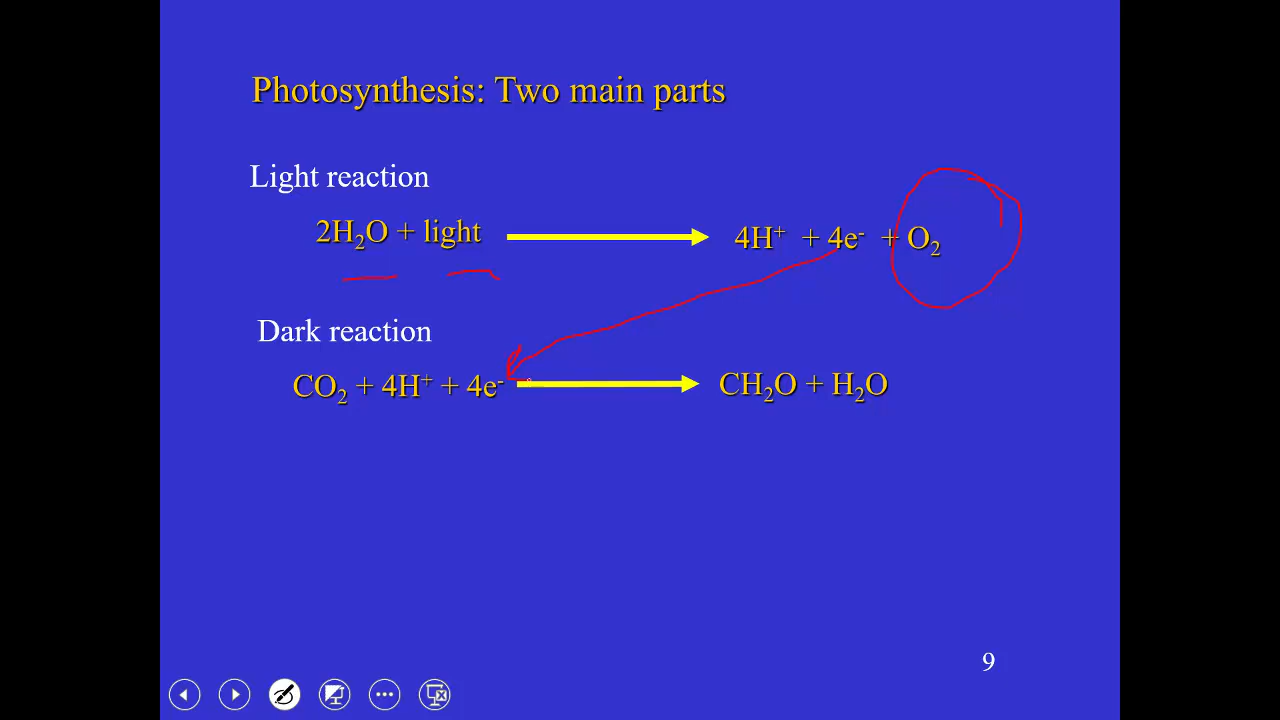 Photosynthesis: Two main parts
Light reaction
2H₂O + light → 4H⁺ + 4e⁻ + O₂
Dark reaction
CO₂ + 4H⁺ + 4e⁻ → CH₂O + H₂O
9